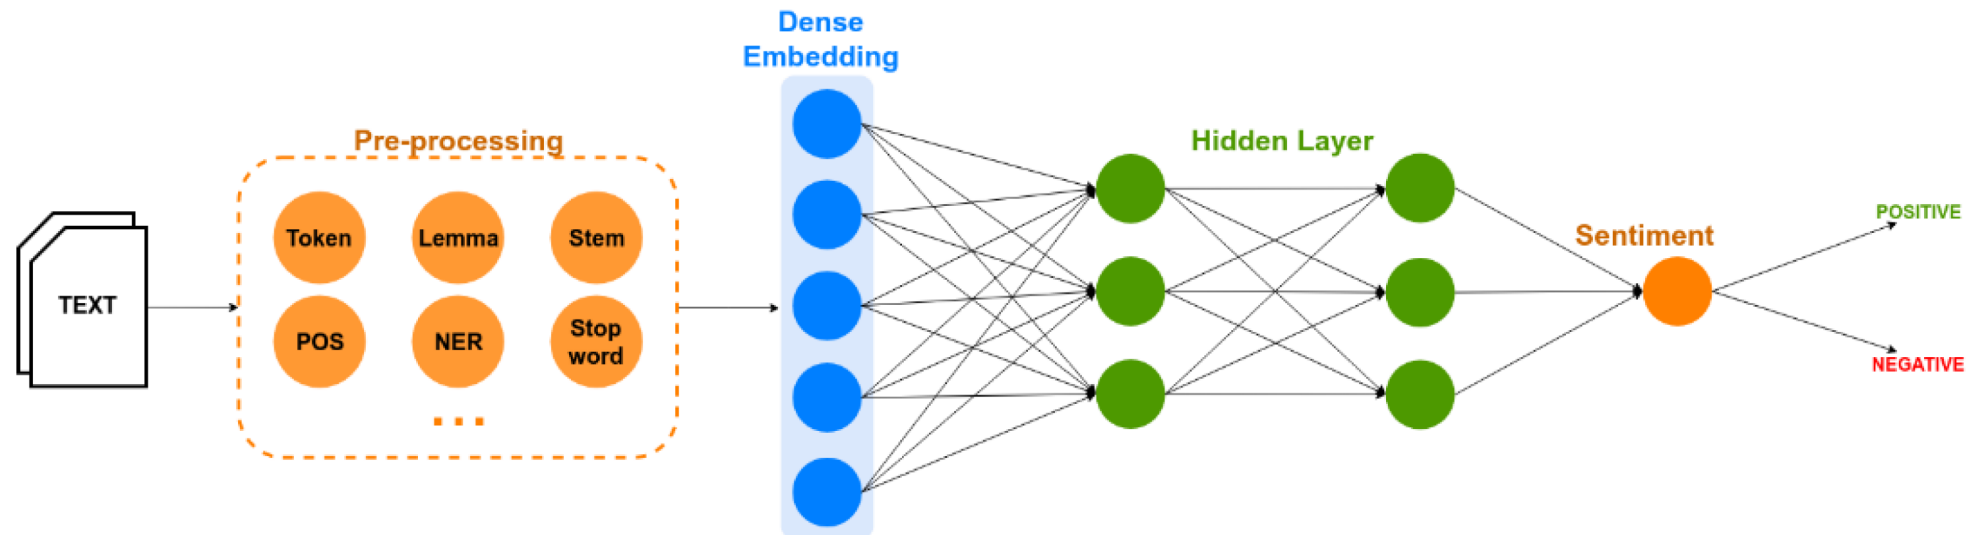 TEXT
Pre-processing
Token
Lemma
Stem
POS
NER
Stop
word
...
Dense
Embedding
Hidden Layer
Sentiment
POSITIVE
NEGATIVE